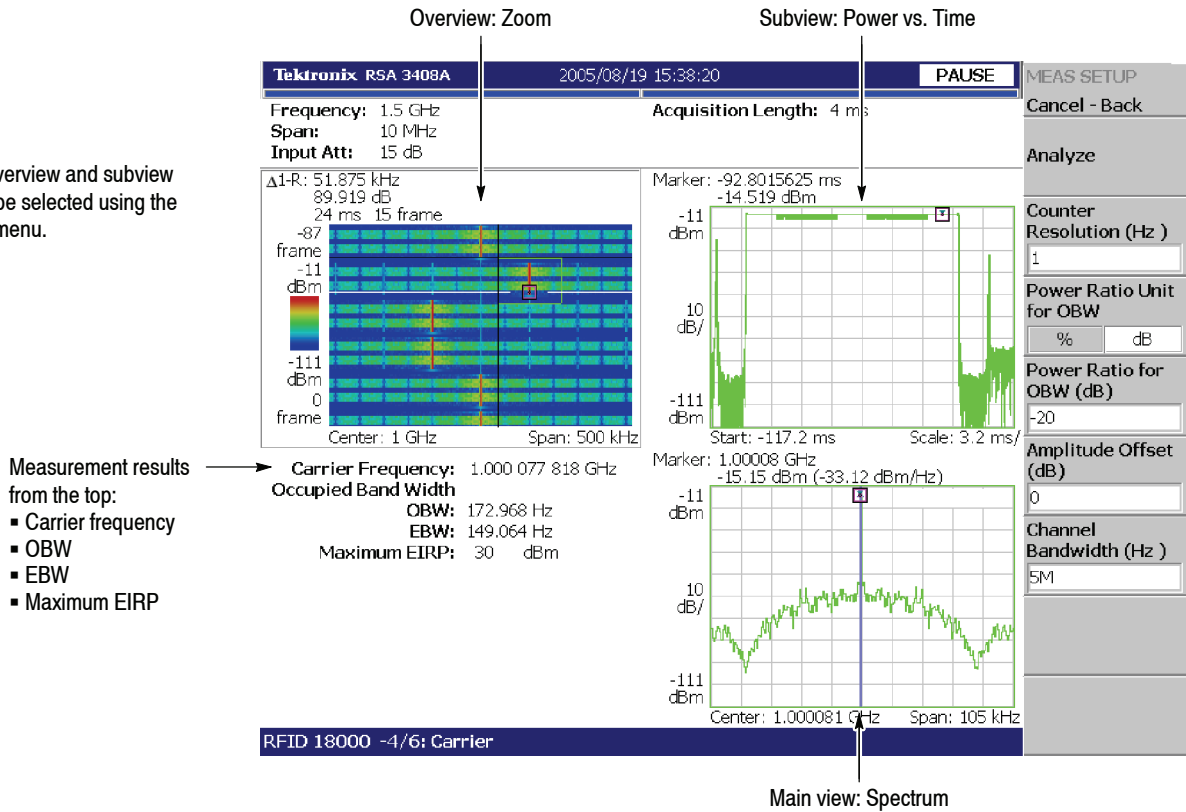 Overview: Zoom
Subview: Power vs. Time
Tektronix RSA 3408A 2005/08/19 15:38:20 PAUSE
Frequency: 1.5 GHz
Span: 10 MHz
Input Att: 15 dB
Acquisition Length: 4 ms
verview and subview
be selected using the
menu.
Δ1-R: 51.875 kHz
89.919 dB
24 ms 15 frame
-87
frame
-11
dBm
-111
dBm
0
frame
Center: 1 GHz Span: 500 kHz
Marker: -92.8015625 ms
-14.519 dBm
-11
dBm
10
dB/
-111
dBm
Start: -117.2 ms Scale: 3.2 ms/
Measurement results
from the top:
▪ Carrier frequency
▪ OBW
▪ EBW
▪ Maximum EIRP
Carrier Frequency: 1.000 077 818 GHz
Occupied Band Width
OBW: 172.968 Hz
EBW: 149.064 Hz
Maximum EIRP: 30 dBm
Marker: 1.00008 GHz
-15.15 dBm (-33.12 dBm/Hz)
-11
dBm
10
dB/
-111
dBm
Center: 1.000081 GHz Span: 105 kHz
MEAS SETUP
Cancel - Back
Analyze
Counter
Resolution (Hz )
1
Power Ratio Unit
for OBW
% dB
Power Ratio for
OBW (dB)
-20
Amplitude Offset
(dB)
0
Channel
Bandwidth (Hz )
5M
RFID 18000 -4/6: Carrier
Main view: Spectrum